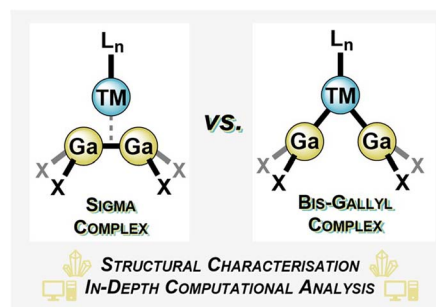 Ln
TM
Ga
Ga
X
X
X
X
SIGMA
COMPLEX
VS.
Ln
TM
Ga
Ga
X
X
X
X
BIS-GALLYL
COMPLEX
STRUCTURAL CHARACTERISATION
IN-DEPTH COMPUTATIONAL ANALYSIS